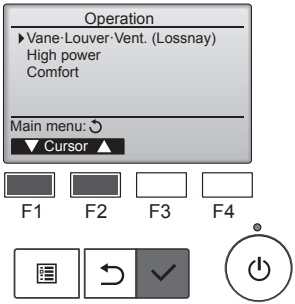 Operation
Vane·Louver·Vent. (Lossnay)
High power
Comfort
Main menu:
▼ Cursor ▲
F1 F2 F3 F4